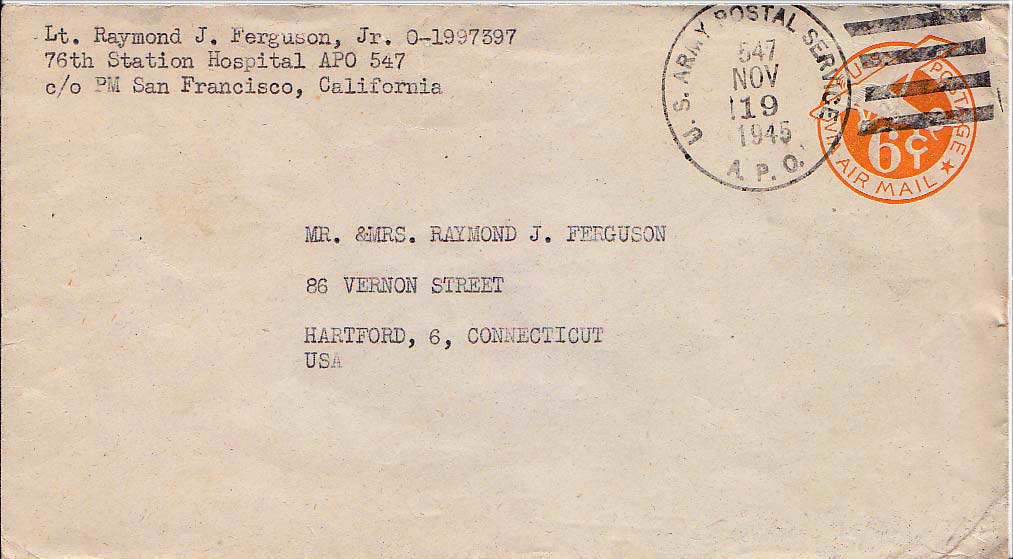 Lt. Raymond J. Ferguson, Jr. O-1997397
76th Station Hospital APO 547
c/o PM San Francisco, California
U. S. ARMY POSTAL SERVICE
547
NOV
19
1945
A. P. O.
POSTAGE
6¢
AIR MAIL
MR. &MRS. RAYMOND J. FERGUSON
86 VERNON STREET
HARTFORD, 6, CONNECTICUT
USA